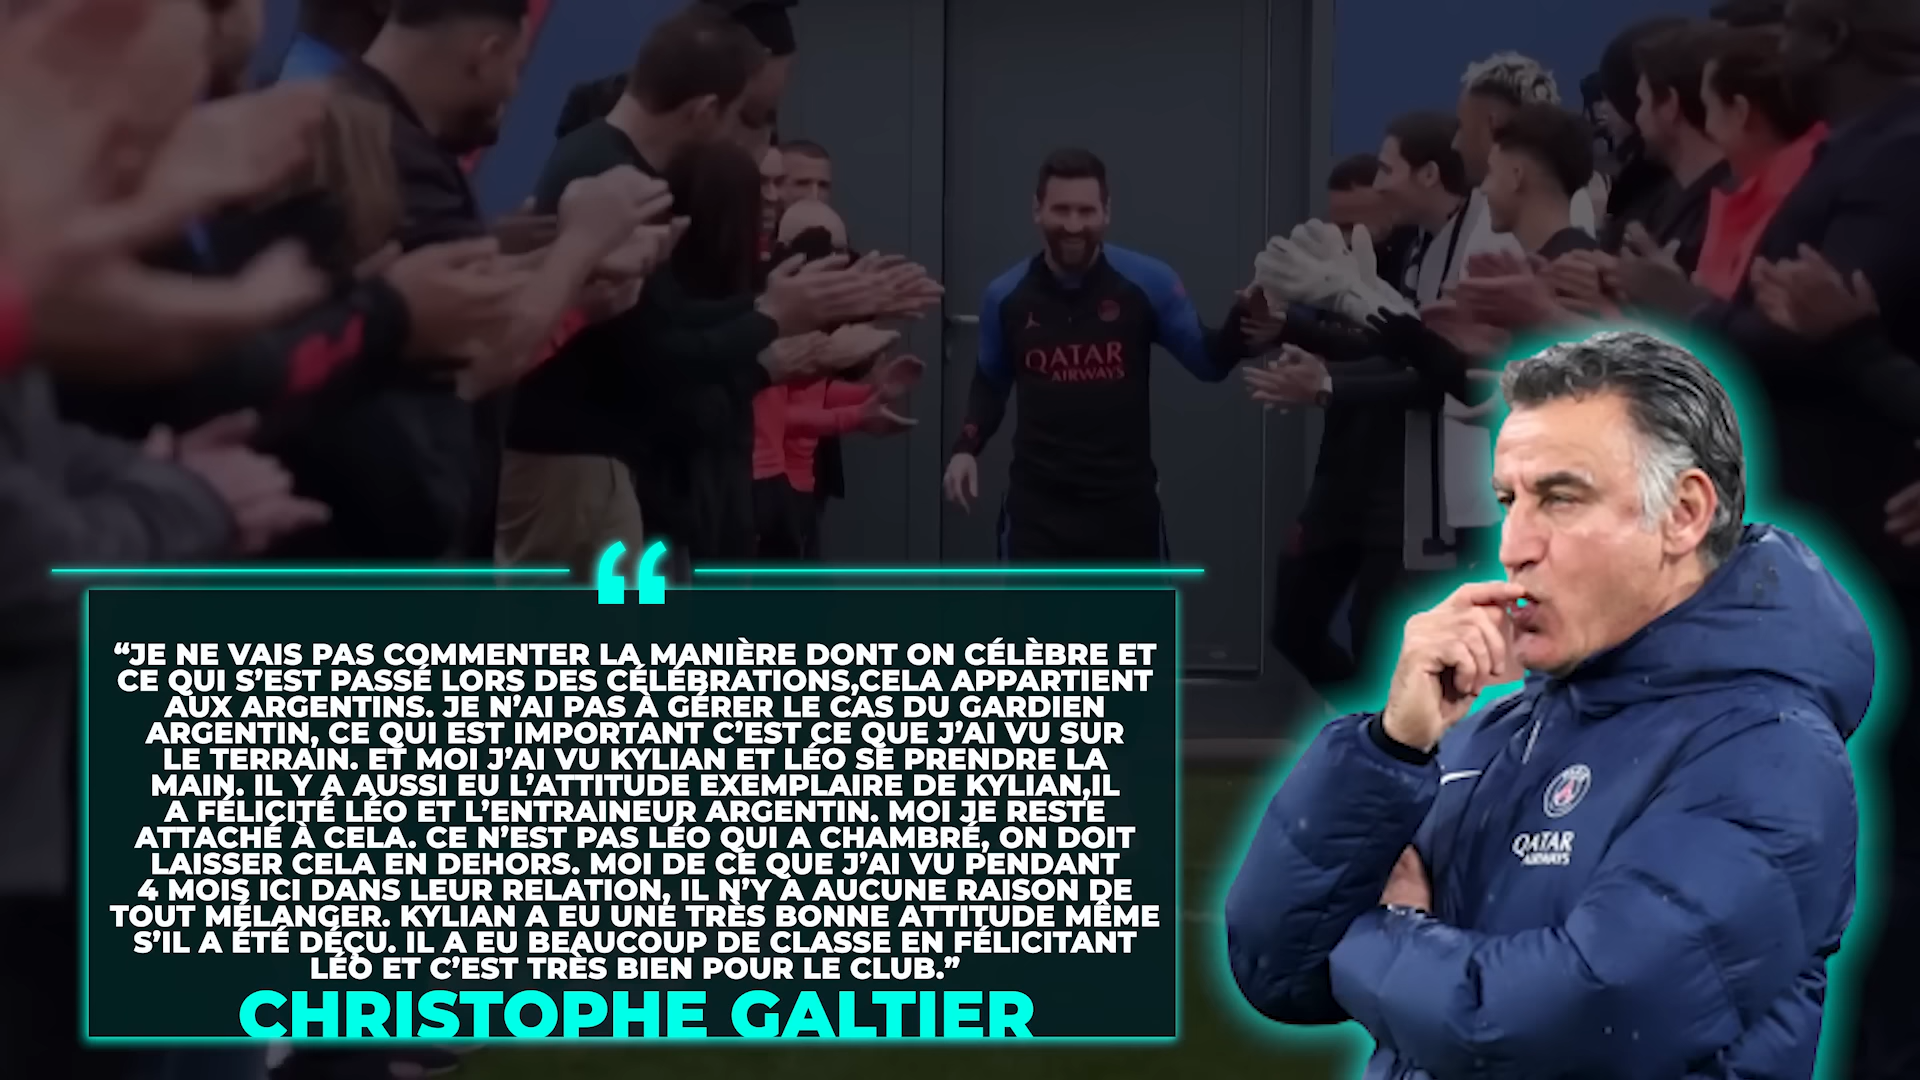 QATAR
AIRWAYS
“
“JE NE VAIS PAS COMMENTER LA MANIÈRE DONT ON CÉLÈBRE ET
CE QUI S’EST PASSÉ LORS DES CÉLÉBRATIONS,CELA APPARTIENT
AUX ARGENTINS. JE N’AI PAS À GÉRER LE CAS DU GARDIEN
ARGENTIN, CE QUI EST IMPORTANT C’EST CE QUE J’AI VU SUR
LE TERRAIN. ET MOI J’AI VU KYLIAN ET LÉO SE PRENDRE LA
MAIN. IL Y A AUSSI EU L’ATTITUDE EXEMPLAIRE DE KYLIAN,IL
A FÉLICITÉ LÉO ET L’ENTRAINEUR ARGENTIN. MOI JE RESTE
ATTACHÉ À CELA. CE N’EST PAS LÉO QUI A CHAMBRÉ, ON DOIT
LAISSER CELA EN DEHORS. MOI DE CE QUE J’AI VU PENDANT
4 MOIS ICI DANS LEUR RELATION, IL N’Y A AUCUNE RAISON DE
TOUT MÉLANGER. KYLIAN A EU UNE TRÈS BONNE ATTITUDE MÊME
S’IL A ÉTÉ DÉÇU. IL A EU BEAUCOUP DE CLASSE EN FÉLICITANT
LÉO ET C’EST TRÈS BIEN POUR LE CLUB.”
CHRISTOPHE GALTIER
QATAR
AIRWAYS